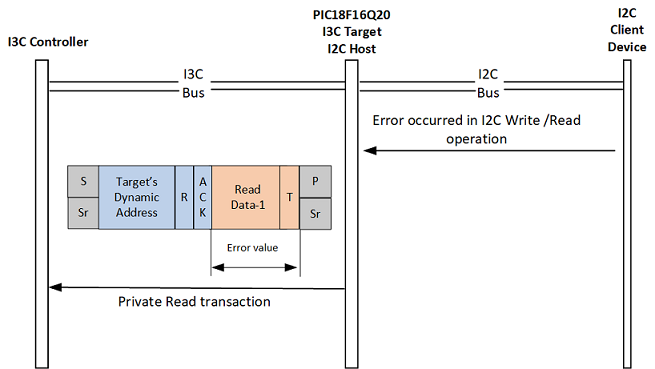 I3C Controller
PIC18F16Q20
I3C Target
I2C Host
I2C
Client
Device
I3C
Bus
I2C
Bus
Error occurred in I2C Write /Read
operation
S
Sr
Target's
Dynamic
Address
R
A
C
K
Read
Data-1
T
P
Sr
Error value
Private Read transaction